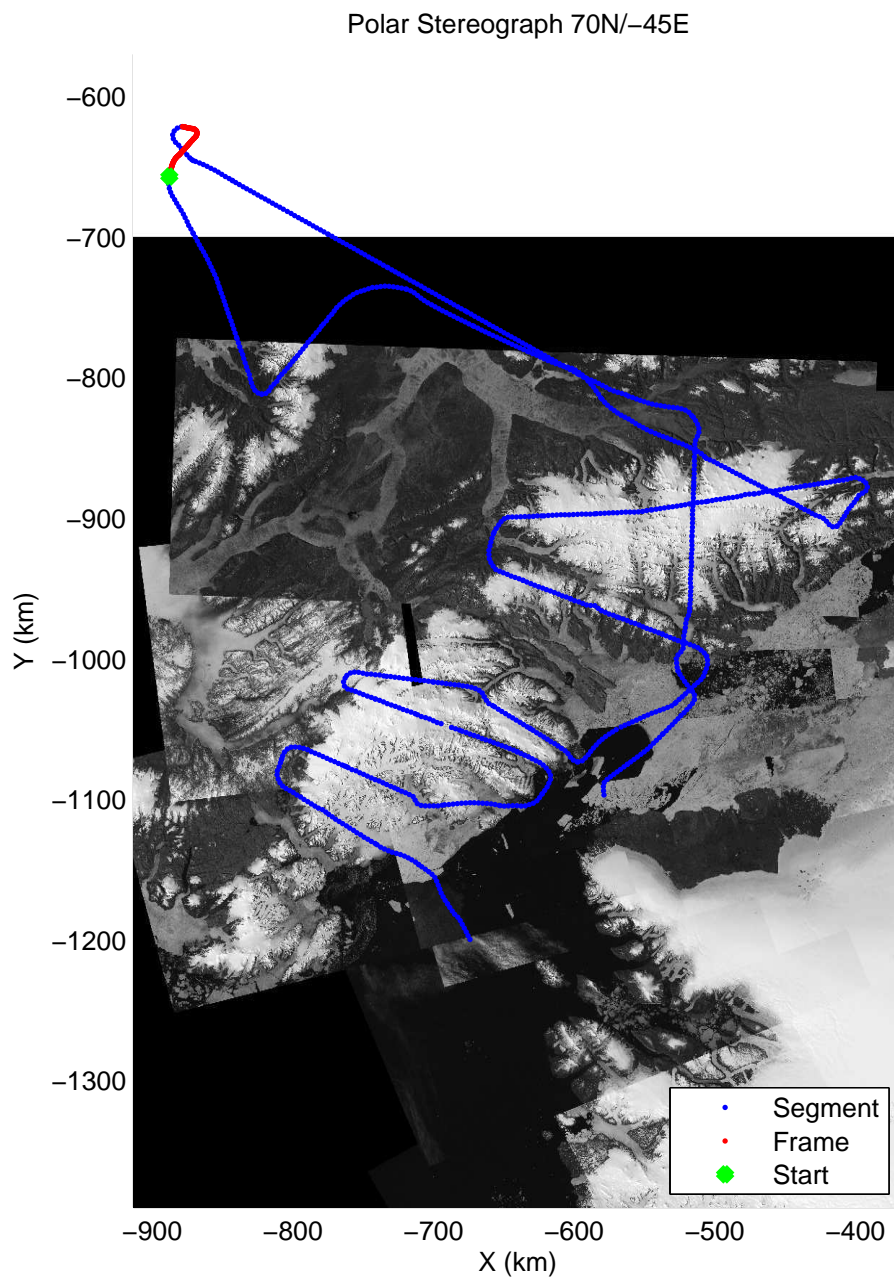 Polar Stereograph 70N/−45E
−600
−700
−800
−900
−1000
−1100
−1200
−1300
Y (km)
Segment
Frame
Start
−900 −800 −700 −600 −500 −400
X (km)